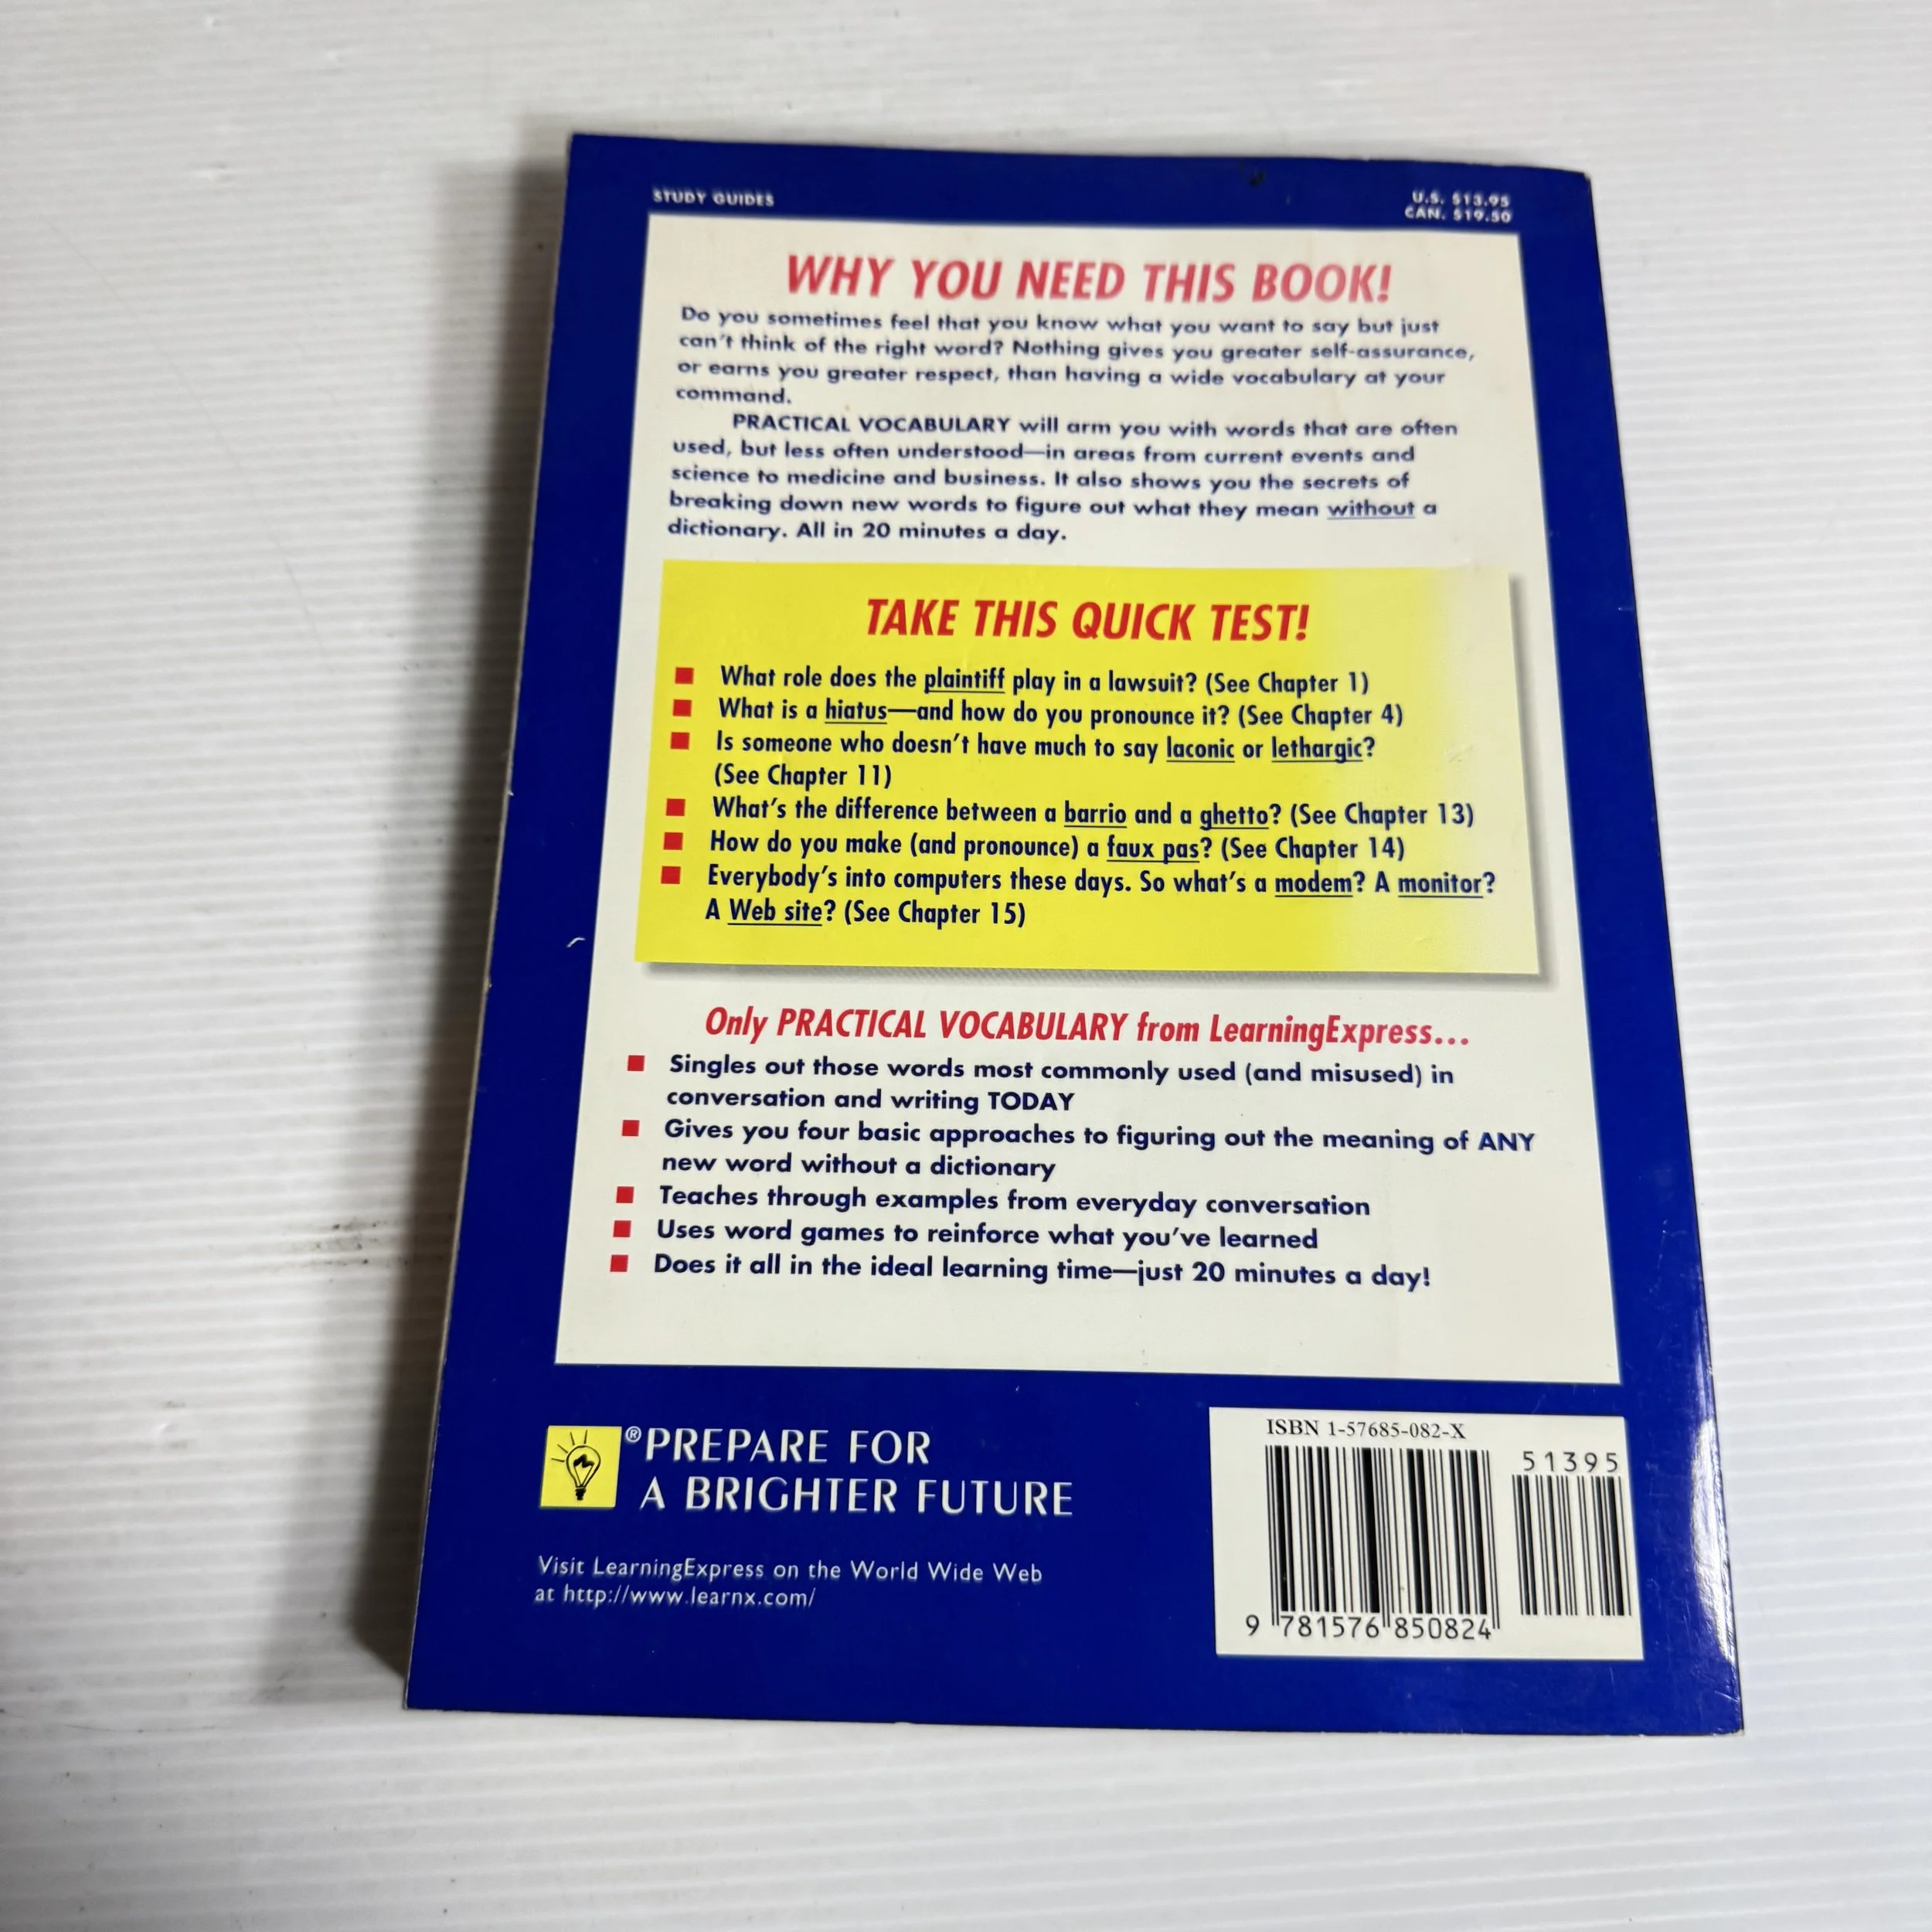 STUDY GUIDES
U.S. $13.95
CAN. $19.50
WHY YOU NEED THIS BOOK!
Do you sometimes feel that you know what you want to say but just
can't think of the right word? Nothing gives you greater self-assurance,
or earns you greater respect, than having a wide vocabulary at your
command.
PRACTICAL VOCABULARY will arm you with words that are often
used, but less often understood—in areas from current events and
science to medicine and business. It also shows you the secrets of
breaking down new words to figure out what they mean without a
dictionary. All in 20 minutes a day.
TAKE THIS QUICK TEST!
■ What role does the plaintiff play in a lawsuit? (See Chapter 1)
■ What is a hiatus—and how do you pronounce it? (See Chapter 4)
■ Is someone who doesn't have much to say laconic or lethargic?
(See Chapter 11)
■ What's the difference between a barrio and a ghetto? (See Chapter 13)
■ How do you make (and pronounce) a faux pas? (See Chapter 14)
■ Everybody's into computers these days. So what's a modem? A monitor?
A Web site? (See Chapter 15)
Only PRACTICAL VOCABULARY from LearningExpress...
■ Singles out those words most commonly used (and misused) in
conversation and writing TODAY
■ Gives you four basic approaches to figuring out the meaning of ANY
new word without a dictionary
■ Teaches through examples from everyday conversation
■ Uses word games to reinforce what you've learned
■ Does it all in the ideal learning time—just 20 minutes a day!
® PREPARE FOR
A BRIGHTER FUTURE
Visit LearningExpress on the World Wide Web
at http://www.learnx.com/
ISBN 1-57685-082-X
51395
9 781576 850824